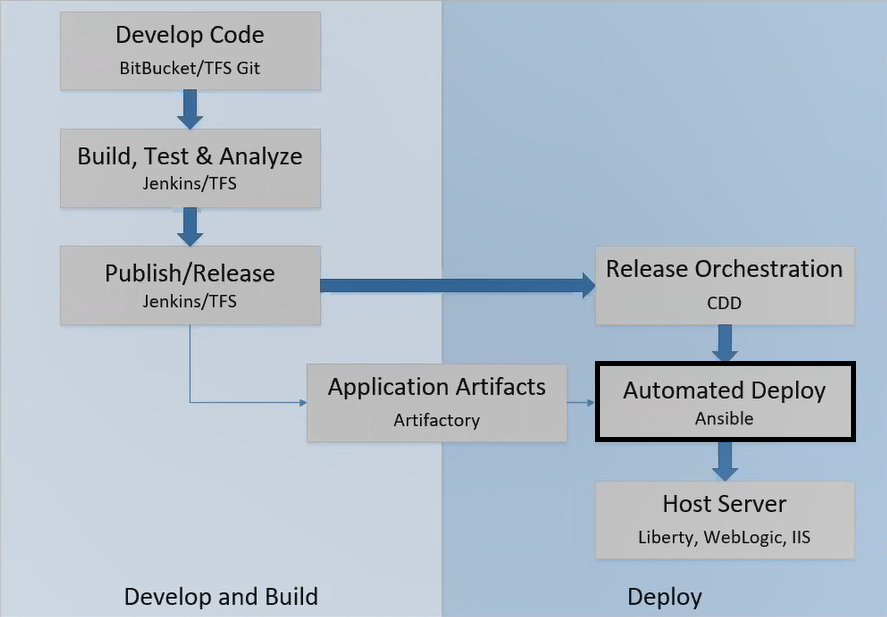 Develop Code
BitBucket/TFS Git
Build, Test & Analyze
Jenkins/TFS
Publish/Release
Jenkins/TFS
Release Orchestration
CDD
Application Artifacts
Artifactory
Automated Deploy
Ansible
Host Server
Liberty, WebLogic, IIS
Develop and Build
Deploy